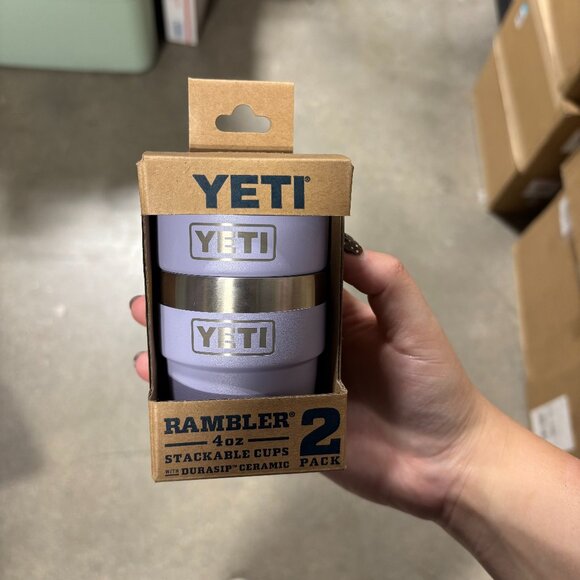 YETI®
YETI
YETI
RAMBLER®
4oz
STACKABLE CUPS
WITH DURASIP™ CERAMIC
2
PACK